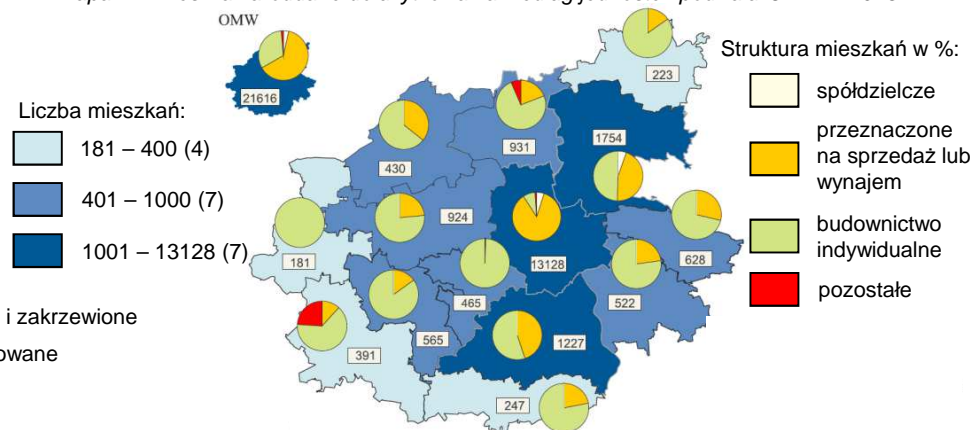 OMW
21616
223
931
1754
430
924
13128
181
628
465
522
565
1227
391
247
Liczba mieszkań:
181 – 400 (4)
401 – 1000 (7)
1001 – 13128 (7)
i zakrzewione
owane
Struktura mieszkań w %:
spółdzielcze
przeznaczone
na sprzedaż lub
wynajem
budownictwo
indywidualne
pozostałe